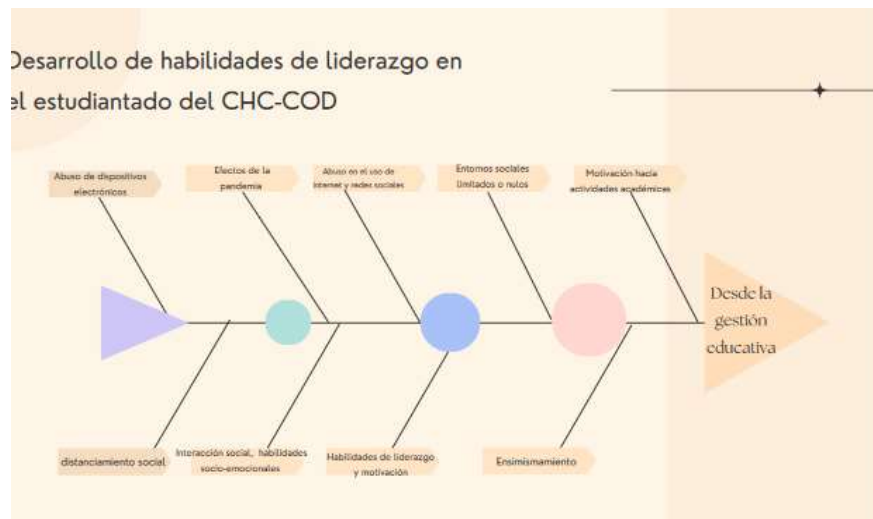 Desarrollo de habilidades de liderazgo en
el estudiantado del CHC-COD
Abuso de dispositivos
electrónicos
Efectos de la
pandemia
Abuso en el uso de
internet y redes sociales
Entornos sociales
limitados o nulos
Motivación hacia
actividades académicas
Desde la
gestión
educativa
distanciamiento social
Interacción social, habilidades
socio-emocionales
Habilidades de liderazgo
y motivación
Ensimismamiento